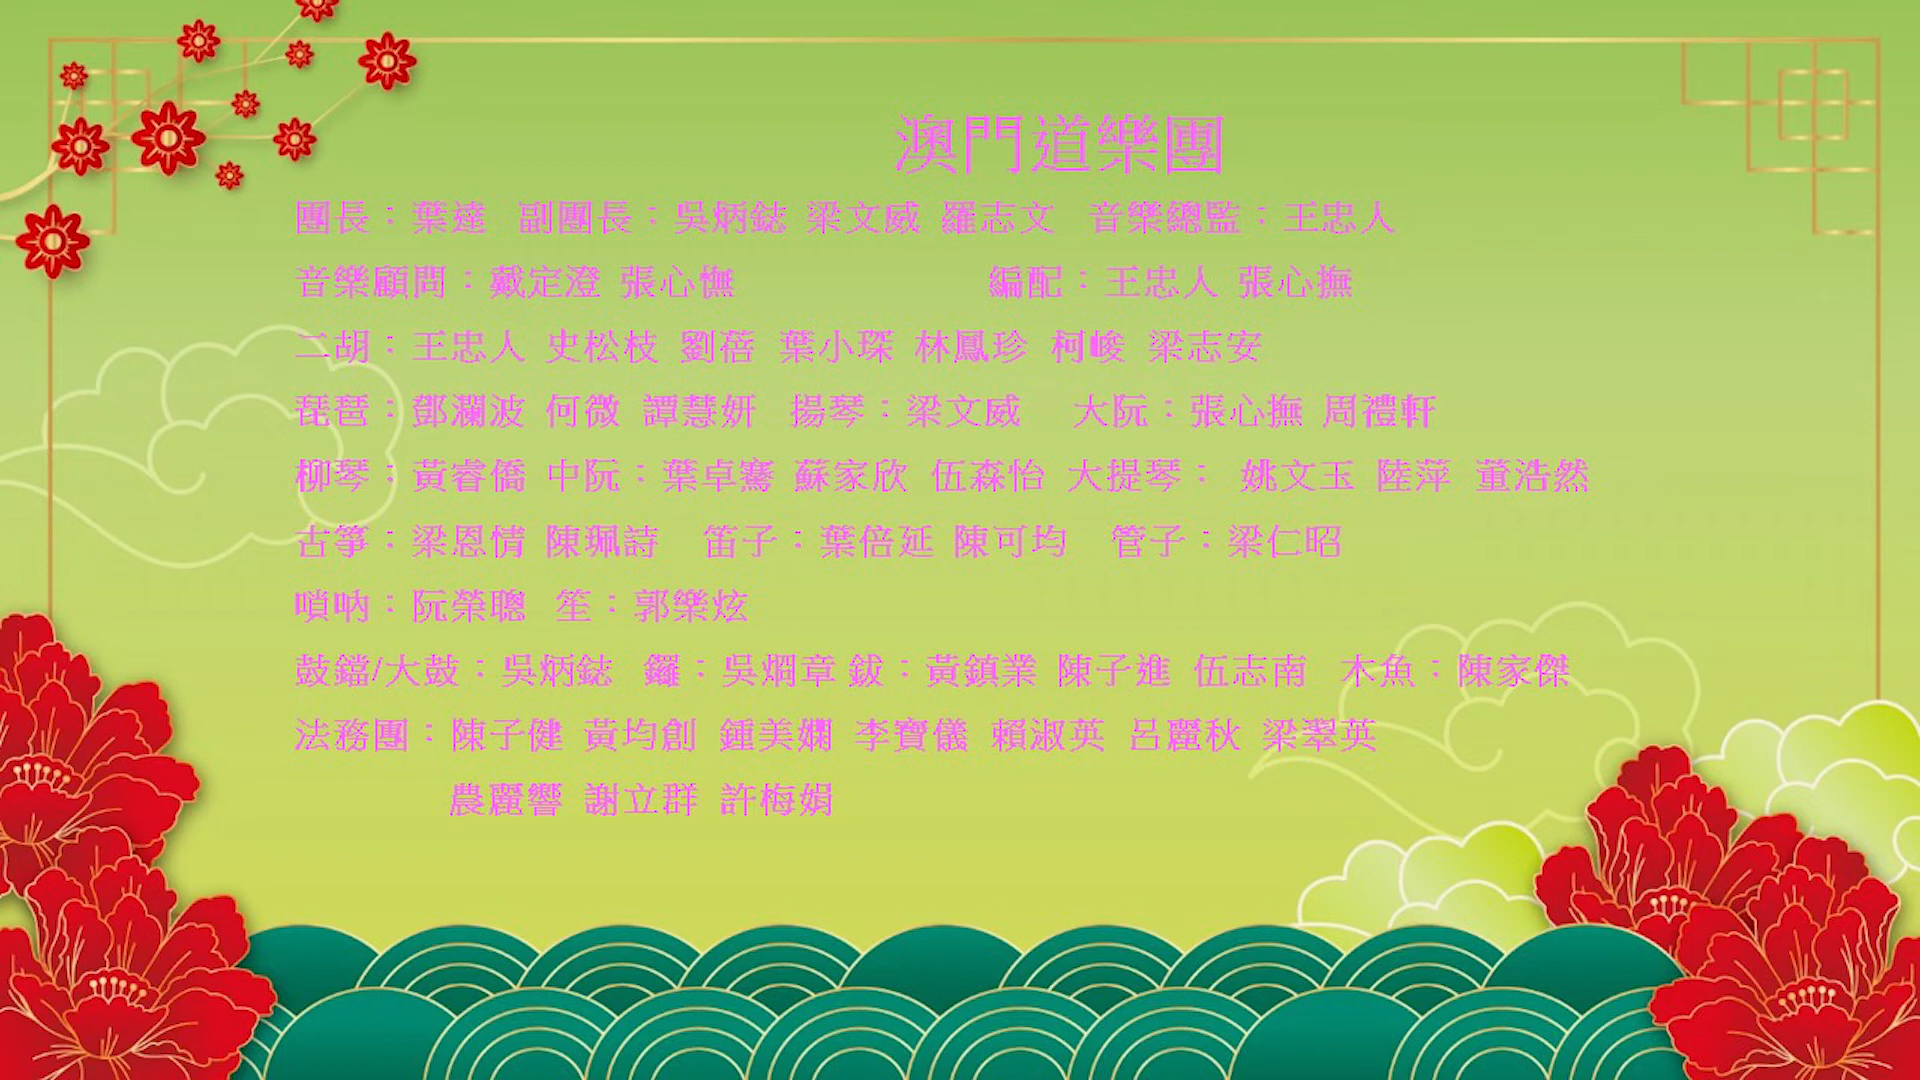 澳門道樂團
團長：葉達 副團長：吳炳鋕 梁文威 羅志文 音樂總監：王忠人
音樂顧問：戴定澄 張心憮 編配：王忠人 張心撫
二胡：王忠人 史松枝 劉蓓 葉小琛 林鳳珍 柯峻 梁志安
琵琶：鄧瀾波 何微 譚慧妍 揚琴：梁文威 大阮：張心撫 周禮軒
柳琴：黃睿僑 中阮：葉卓騫 蘇家欣 伍森怡 大提琴： 姚文玉 陸萍 董浩然
古箏：梁恩情 陳珮詩 笛子：葉倍延 陳可均 管子：梁仁昭
嗩吶：阮榮聰 笙：郭樂炫
鼓鐺/大鼓：吳炳鋕 鑼：吳烱章 鈸：黃鎮業 陳子進 伍志南 木魚：陳家傑
法務團：陳子健 黃均創 鍾美嫻 李寶儀 賴淑英 呂麗秋 梁翠英
農麗響 謝立群 許梅娟